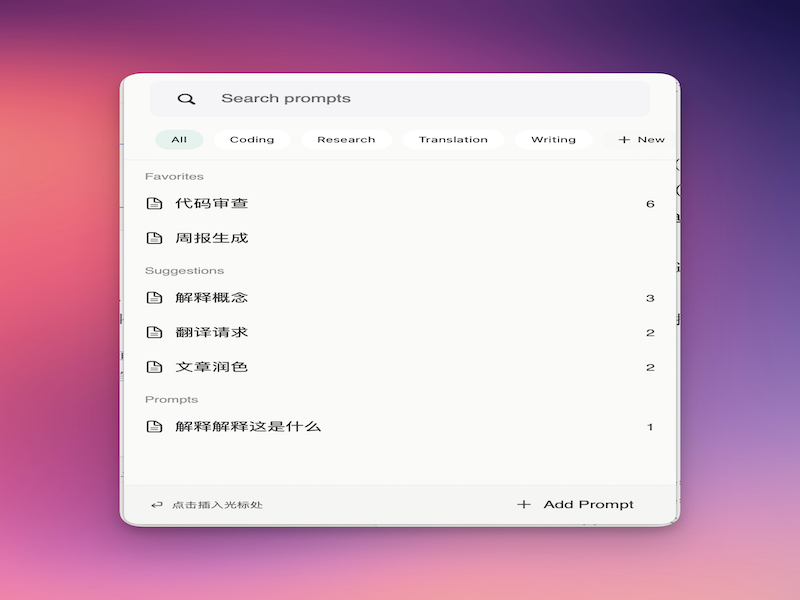 Search prompts
All Coding Research Translation Writing + New
Favorites
代码审查 6
周报生成
Suggestions
解释概念 3
翻译请求 2
文章润色 2
Prompts
解释解释这是什么 1
点击插入光标处 + Add Prompt